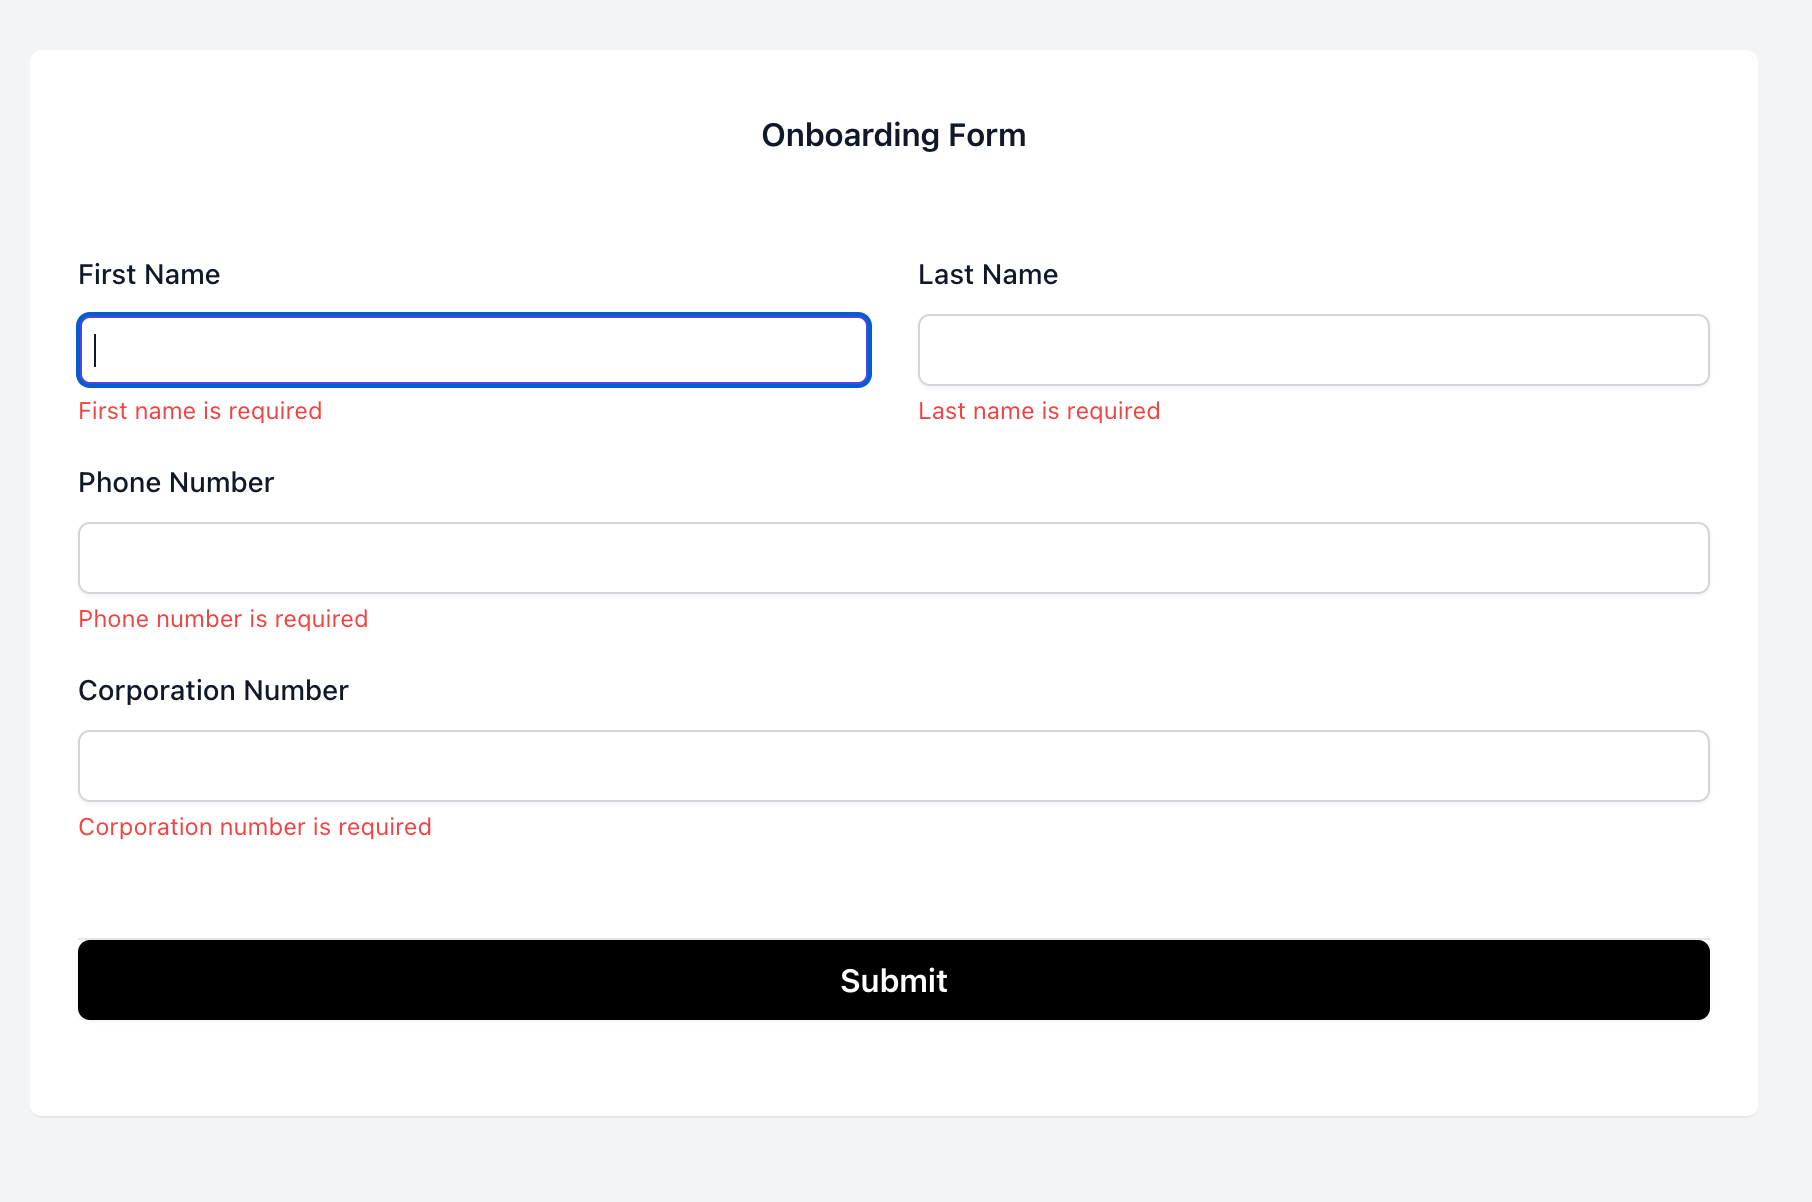 Onboarding Form
First Name
Last Name
First name is required
Last name is required
Phone Number
Phone number is required
Corporation Number
Corporation number is required
Submit